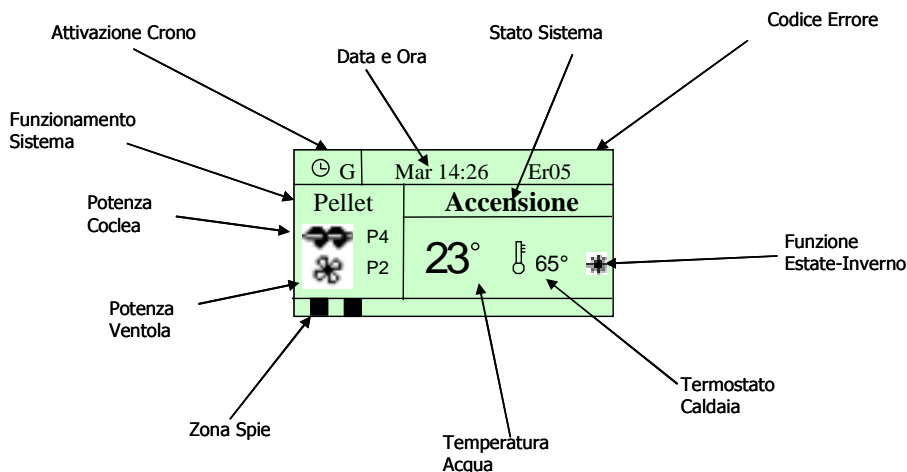 Attivazione Crono
Data e Ora
Stato Sistema
Codice Errore
Funzionamento
Sistema
Potenza
Coclea
Potenza
Ventola
G Mar 14:26 Er05
Pellet Accensione
P4
P2
23° 65°
Funzione
Estate-Inverno
Zona Spie
Temperatura
Acqua
Termostato
Caldaia